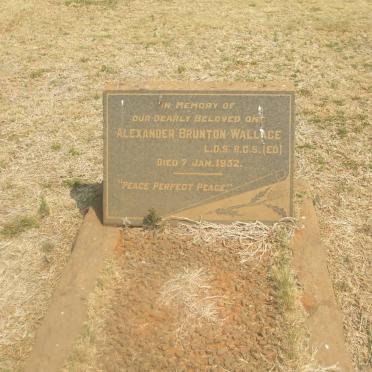 IN MEMORY OF
OUR DEARLY BELOVED ONE
ALEXANDER BRUNTON WALLACE
L.D.S. R.C.S. (ED)
DIED 7 JAN. 1932.
"PEACE PERFECT PEACE."